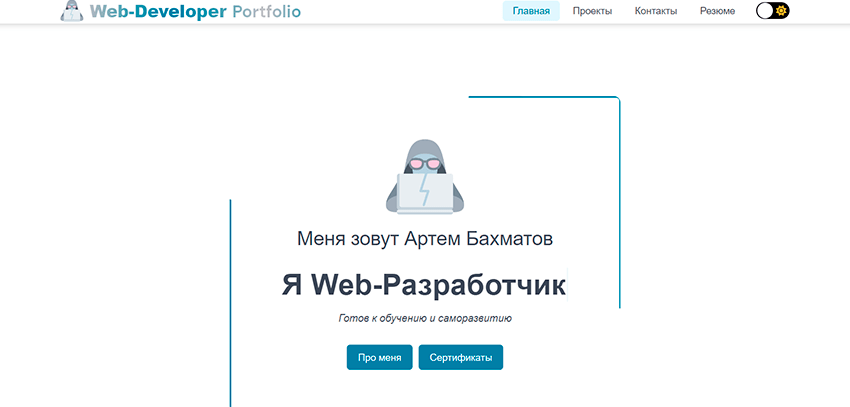 Web-Developer Portfolio
Главная Проекты Контакты Резюме
Меня зовут Артем Бахматов
Я Web-Разработчик
Готов к обучению и саморазвитию
Про меня Сертификаты